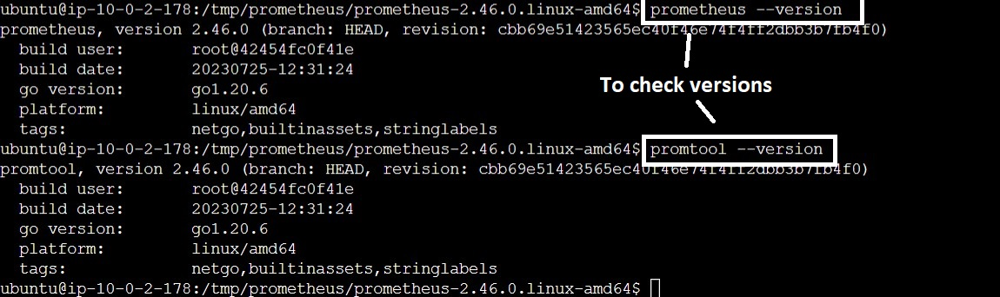 ubuntu@ip-10-0-2-178:/tmp/prometheus/prometheus-2.46.0.linux-amd64$ prometheus --version
prometheus, version 2.46.0 (branch: HEAD, revision: cbb69e51423565ec40f46e74f4ff2dbb3b7fb4f0)
  build user:       root@42454fc0f41e
  build date:       20230725-12:31:24
  go version:       go1.20.6
To check versions
  platform:         linux/amd64
  tags:             netgo,builtinassets,stringlabels
ubuntu@ip-10-0-2-178:/tmp/prometheus/prometheus-2.46.0.linux-amd64$ promtool --version
promtool, version 2.46.0 (branch: HEAD, revision: cbb69e51423565ec40f46e74f4ff2dbb3b7fb4f0)
  build user:       root@42454fc0f41e
  build date:       20230725-12:31:24
  go version:       go1.20.6
  platform:         linux/amd64
  tags:             netgo,builtinassets,stringlabels
ubuntu@ip-10-0-2-178:/tmp/prometheus/prometheus-2.46.0.linux-amd64$